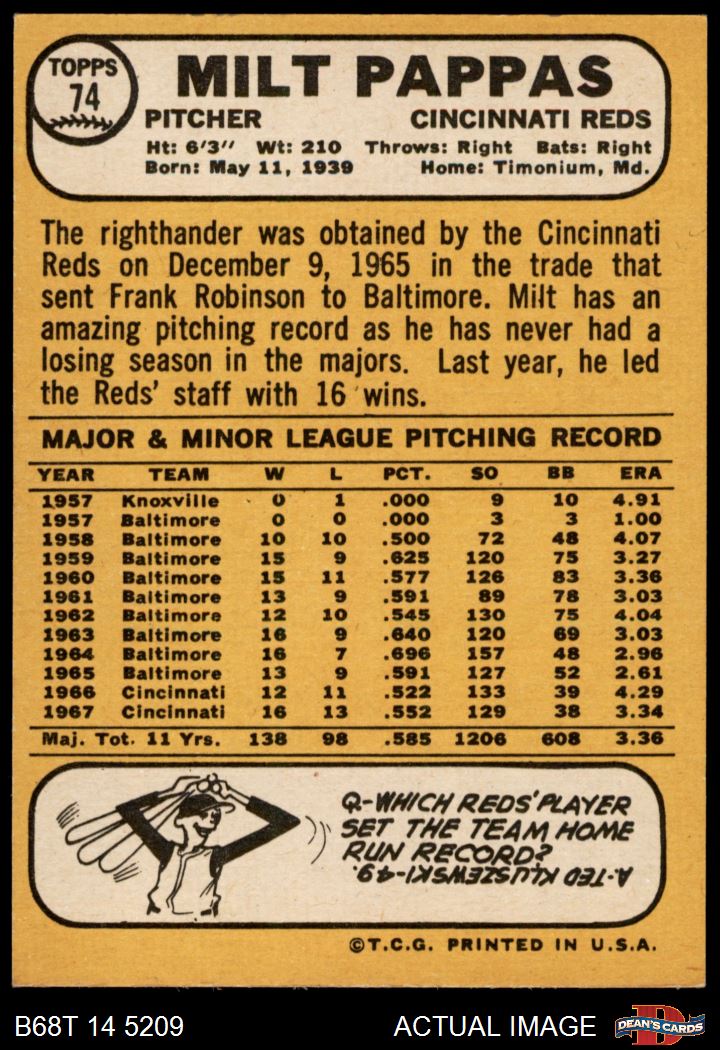 TOPPS
74
MILT PAPPAS
PITCHER CINCINNATI REDS
Ht: 6'3" Wt: 210 Throws: Right Bats: Right
Born: May 11, 1939 Home: Timonium, Md.
The righthander was obtained by the Cincinnati
Reds on December 9, 1965 in the trade that
sent Frank Robinson to Baltimore. Milt has an
amazing pitching record as he has never had a
losing season in the majors. Last year, he led
the Reds' staff with 16 wins.
MAJOR & MINOR LEAGUE PITCHING RECORD
YEAR TEAM W L PCT. SO BB ERA
1957 Knoxville 0 1 .000 9 10 4.91
1957 Baltimore 0 0 .000 3 3 1.00
1958 Baltimore 10 10 .500 72 48 4.07
1959 Baltimore 15 9 .625 120 75 3.27
1960 Baltimore 15 11 .577 126 83 3.36
1961 Baltimore 13 9 .591 89 78 3.03
1962 Baltimore 12 10 .545 130 75 4.04
1963 Baltimore 16 9 .640 120 69 3.03
1964 Baltimore 16 7 .696 157 48 2.96
1965 Baltimore 13 9 .591 127 52 2.61
1966 Cincinnati 12 11 .522 133 39 4.29
1967 Cincinnati 16 13 .552 129 38 3.34
Maj. Tot. 11 Yrs. 138 98 .585 1206 608 3.36
Q-WHICH REDS' PLAYER
SET THE TEAM HOME
RUN RECORD?
A-TED KLUSZEWSKI-49.
©T.C.G. PRINTED IN U.S.A.
B68T 14 5209 ACTUAL IMAGE
D
DEAN'S CARDS